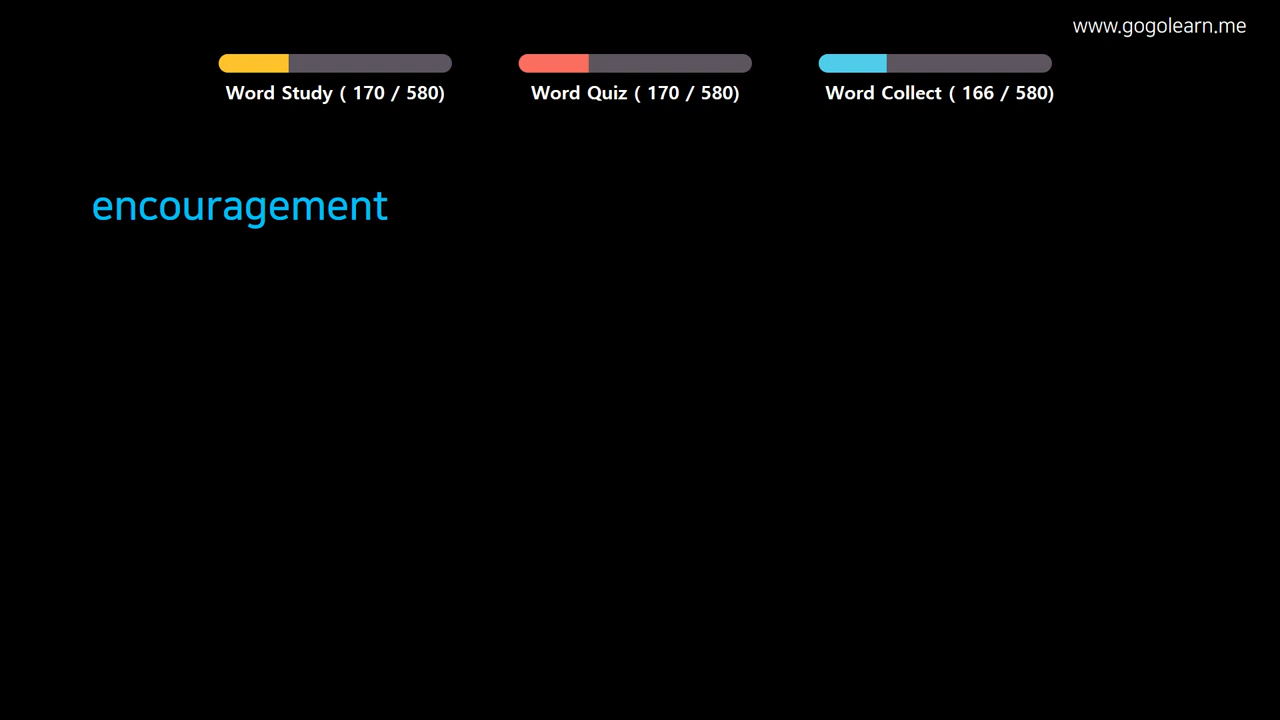 www.gogolearn.me
Word Study ( 170 / 580)
Word Quiz ( 170 / 580)
Word Collect ( 166 / 580)
encouragement